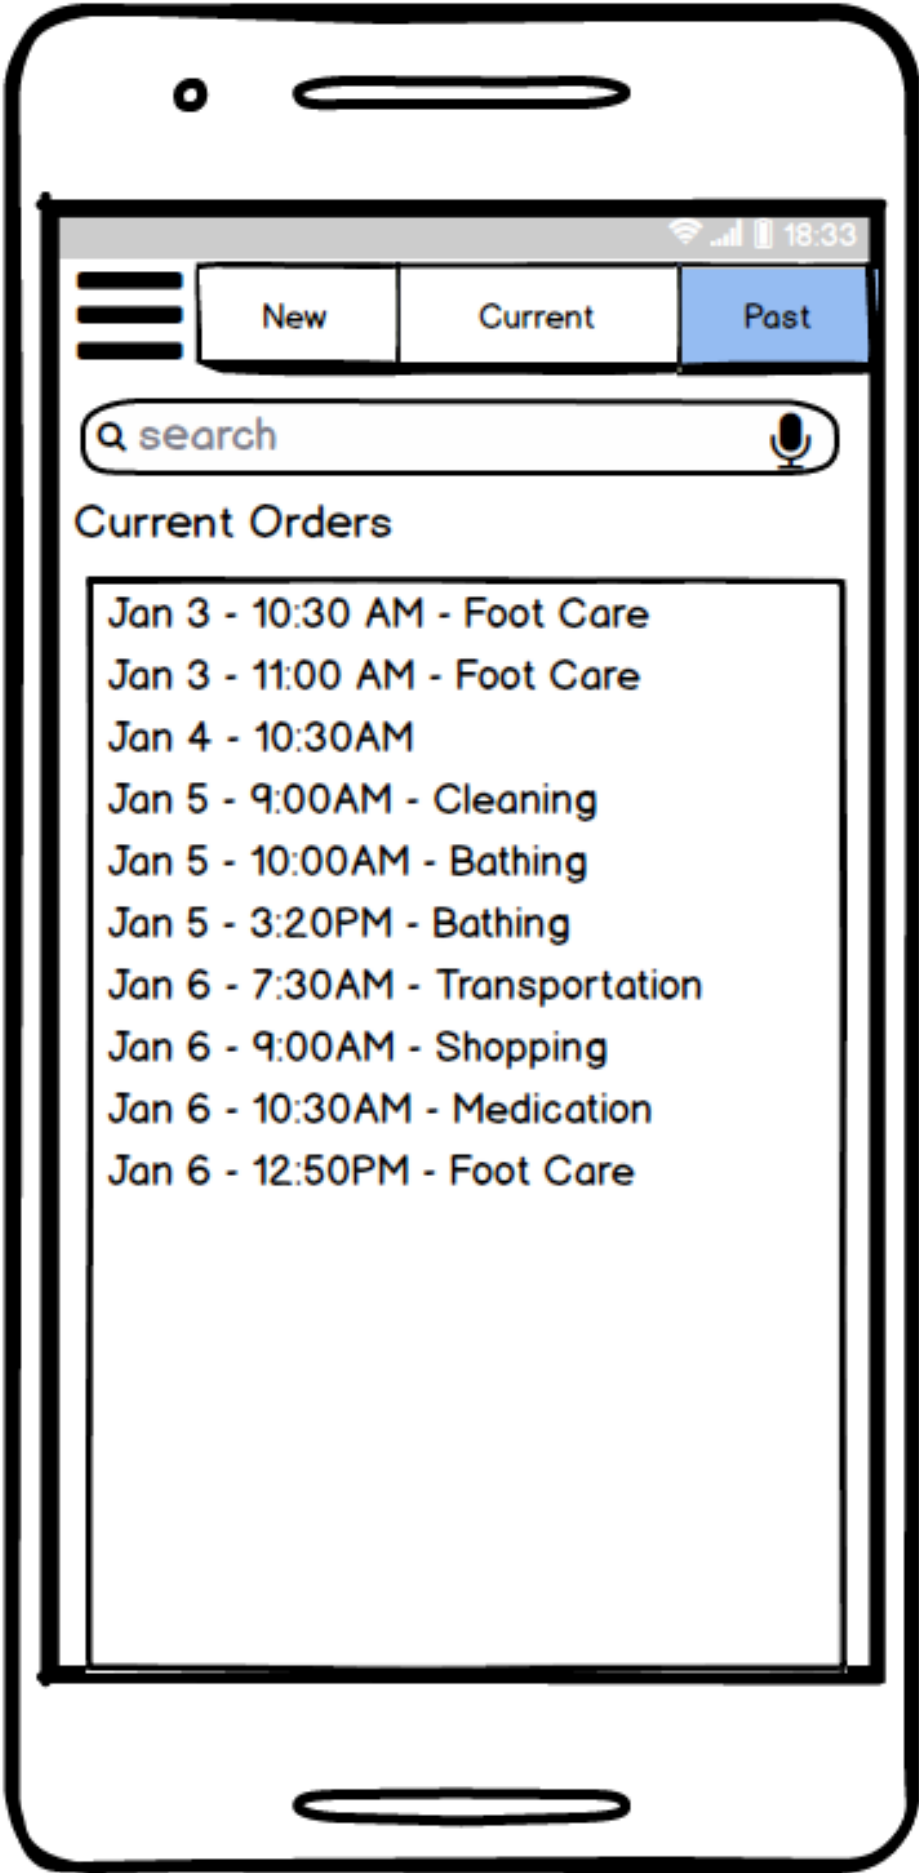 18:33
New Current Past
search
Current Orders
Jan 3 - 10:30 AM - Foot Care
Jan 3 - 11:00 AM - Foot Care
Jan 4 - 10:30AM
Jan 5 - 9:00AM - Cleaning
Jan 5 - 10:00AM - Bathing
Jan 5 - 3:20PM - Bathing
Jan 6 - 7:30AM - Transportation
Jan 6 - 9:00AM - Shopping
Jan 6 - 10:30AM - Medication
Jan 6 - 12:50PM - Foot Care